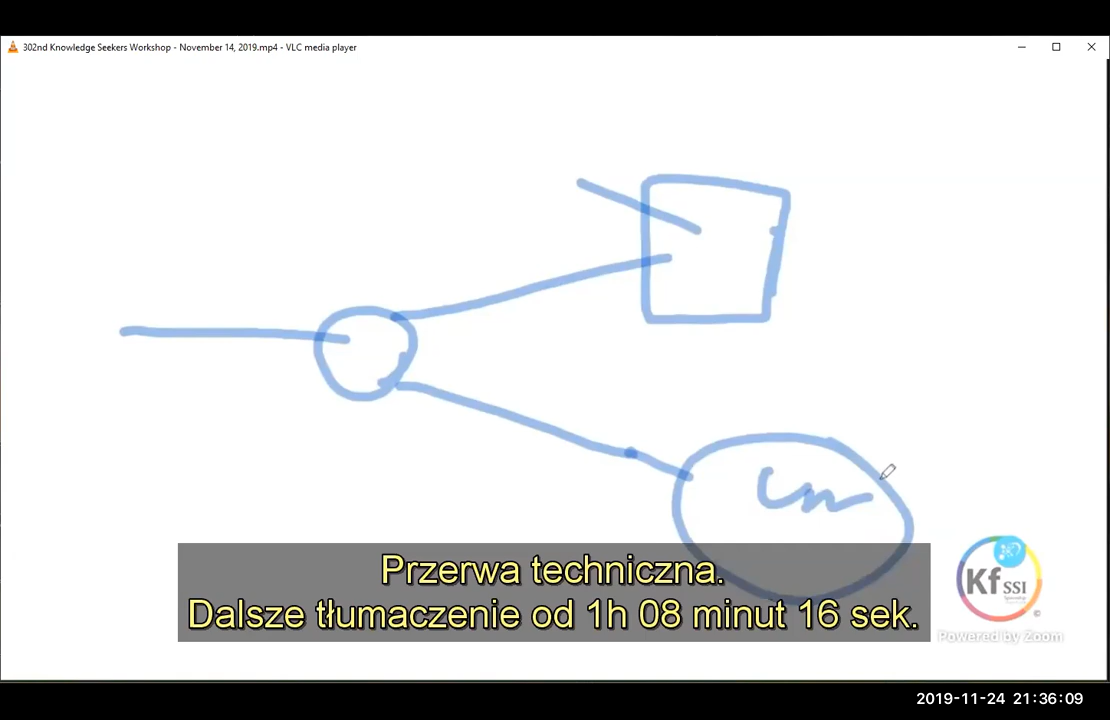 302nd Knowledge Seekers Workshop - November 14, 2019.mp4 - VLC media player
Przerwa techniczna.
Dalsze tłumaczenie od 1h 08 minut 16 sek.
Kf SSI
©
Powered by Zoom
2019-11-24 21:36:09